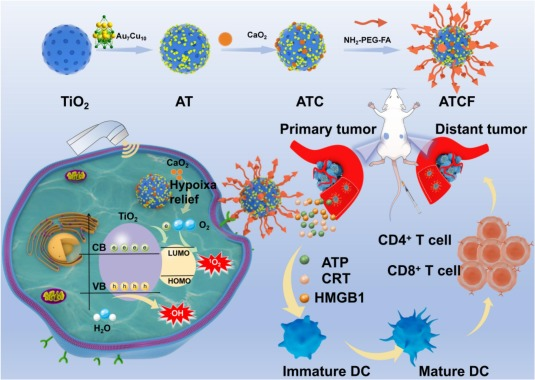 Au₇Cu₁₀
CaO₂
NH₂-PEG-FA
TiO₂
AT
ATC
ATCF
Primary tumor
Distant tumor
CaO₂
Hypoixa
relief
TiO₂
e
O₂
CB
e e e e
LUMO
¹O₂
HOMO
VB
h h h h
OH
H₂O
ATP
CRT
HMGB1
CD4⁺ T cell
CD8⁺ T cell
Immature DC
Mature DC